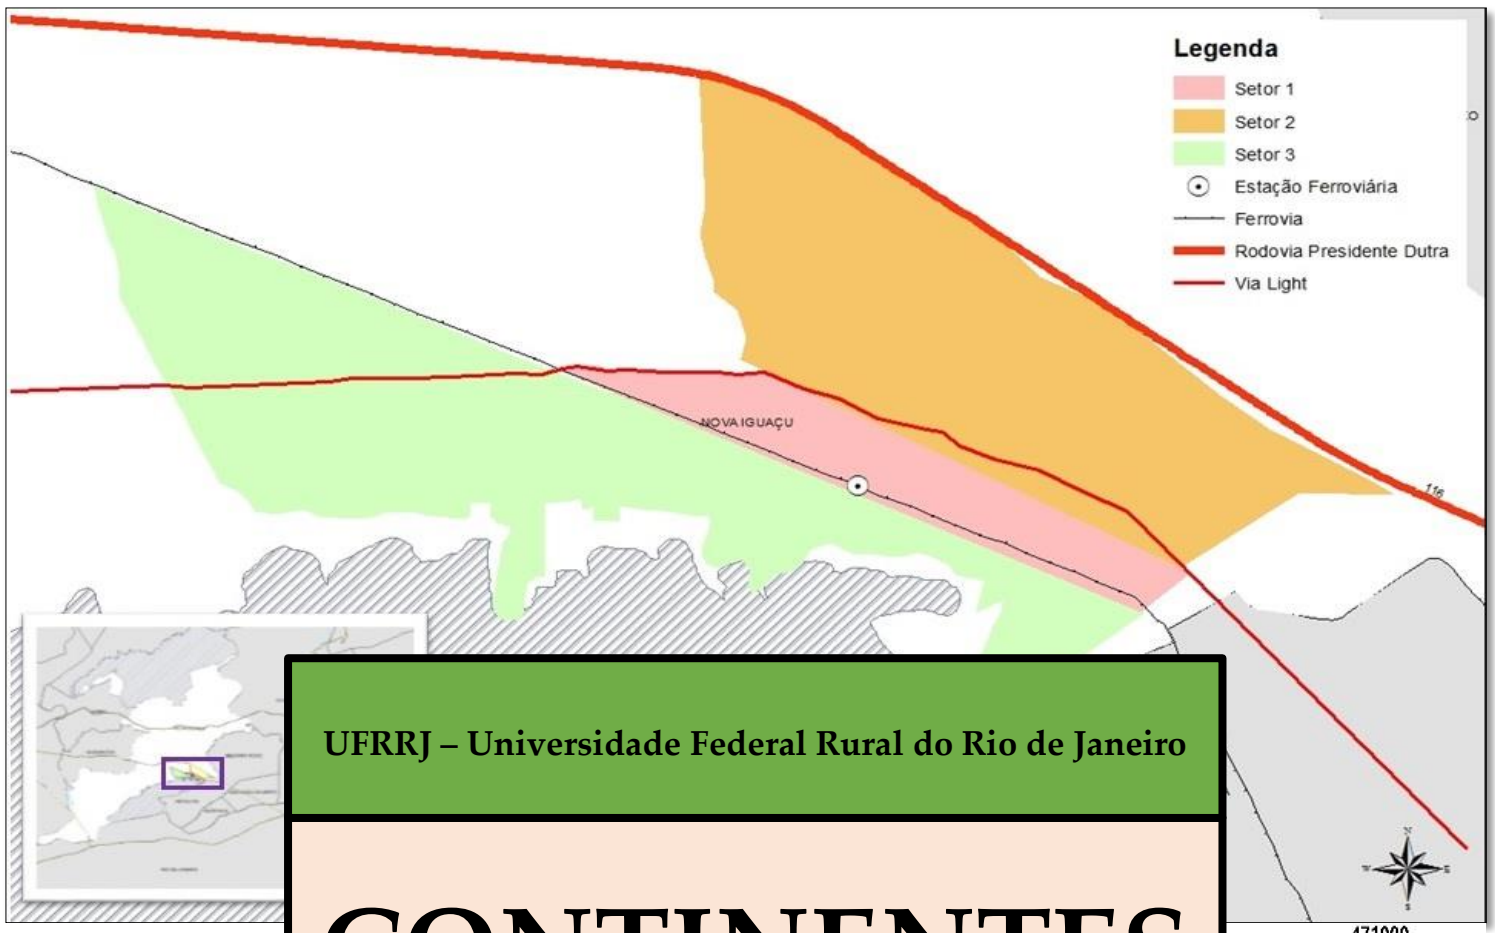 Legenda
Setor 1
Setor 2
Setor 3
Estação Ferroviária
Ferrovia
Rodovia Presidente Dutra
Via Light
NOVA IGUAÇU
116
N
W
E
S
UFRRJ – Universidade Federal Rural do Rio de Janeiro
CONTINENTES
471000